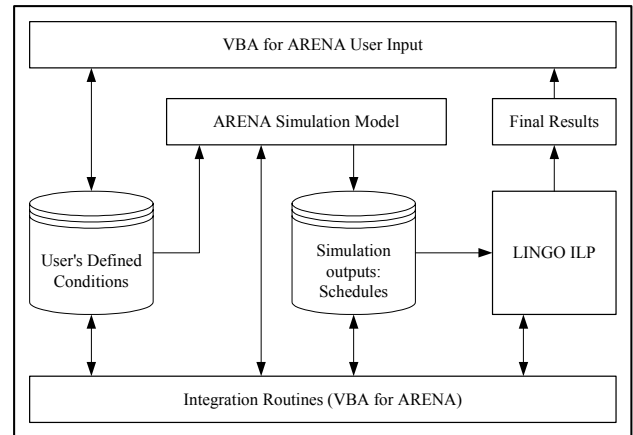 VBA for ARENA User Input
ARENA Simulation Model
Final Results
User's Defined
Conditions
Simulation
outputs:
Schedules
LINGO ILP
Integration Routines (VBA for ARENA)